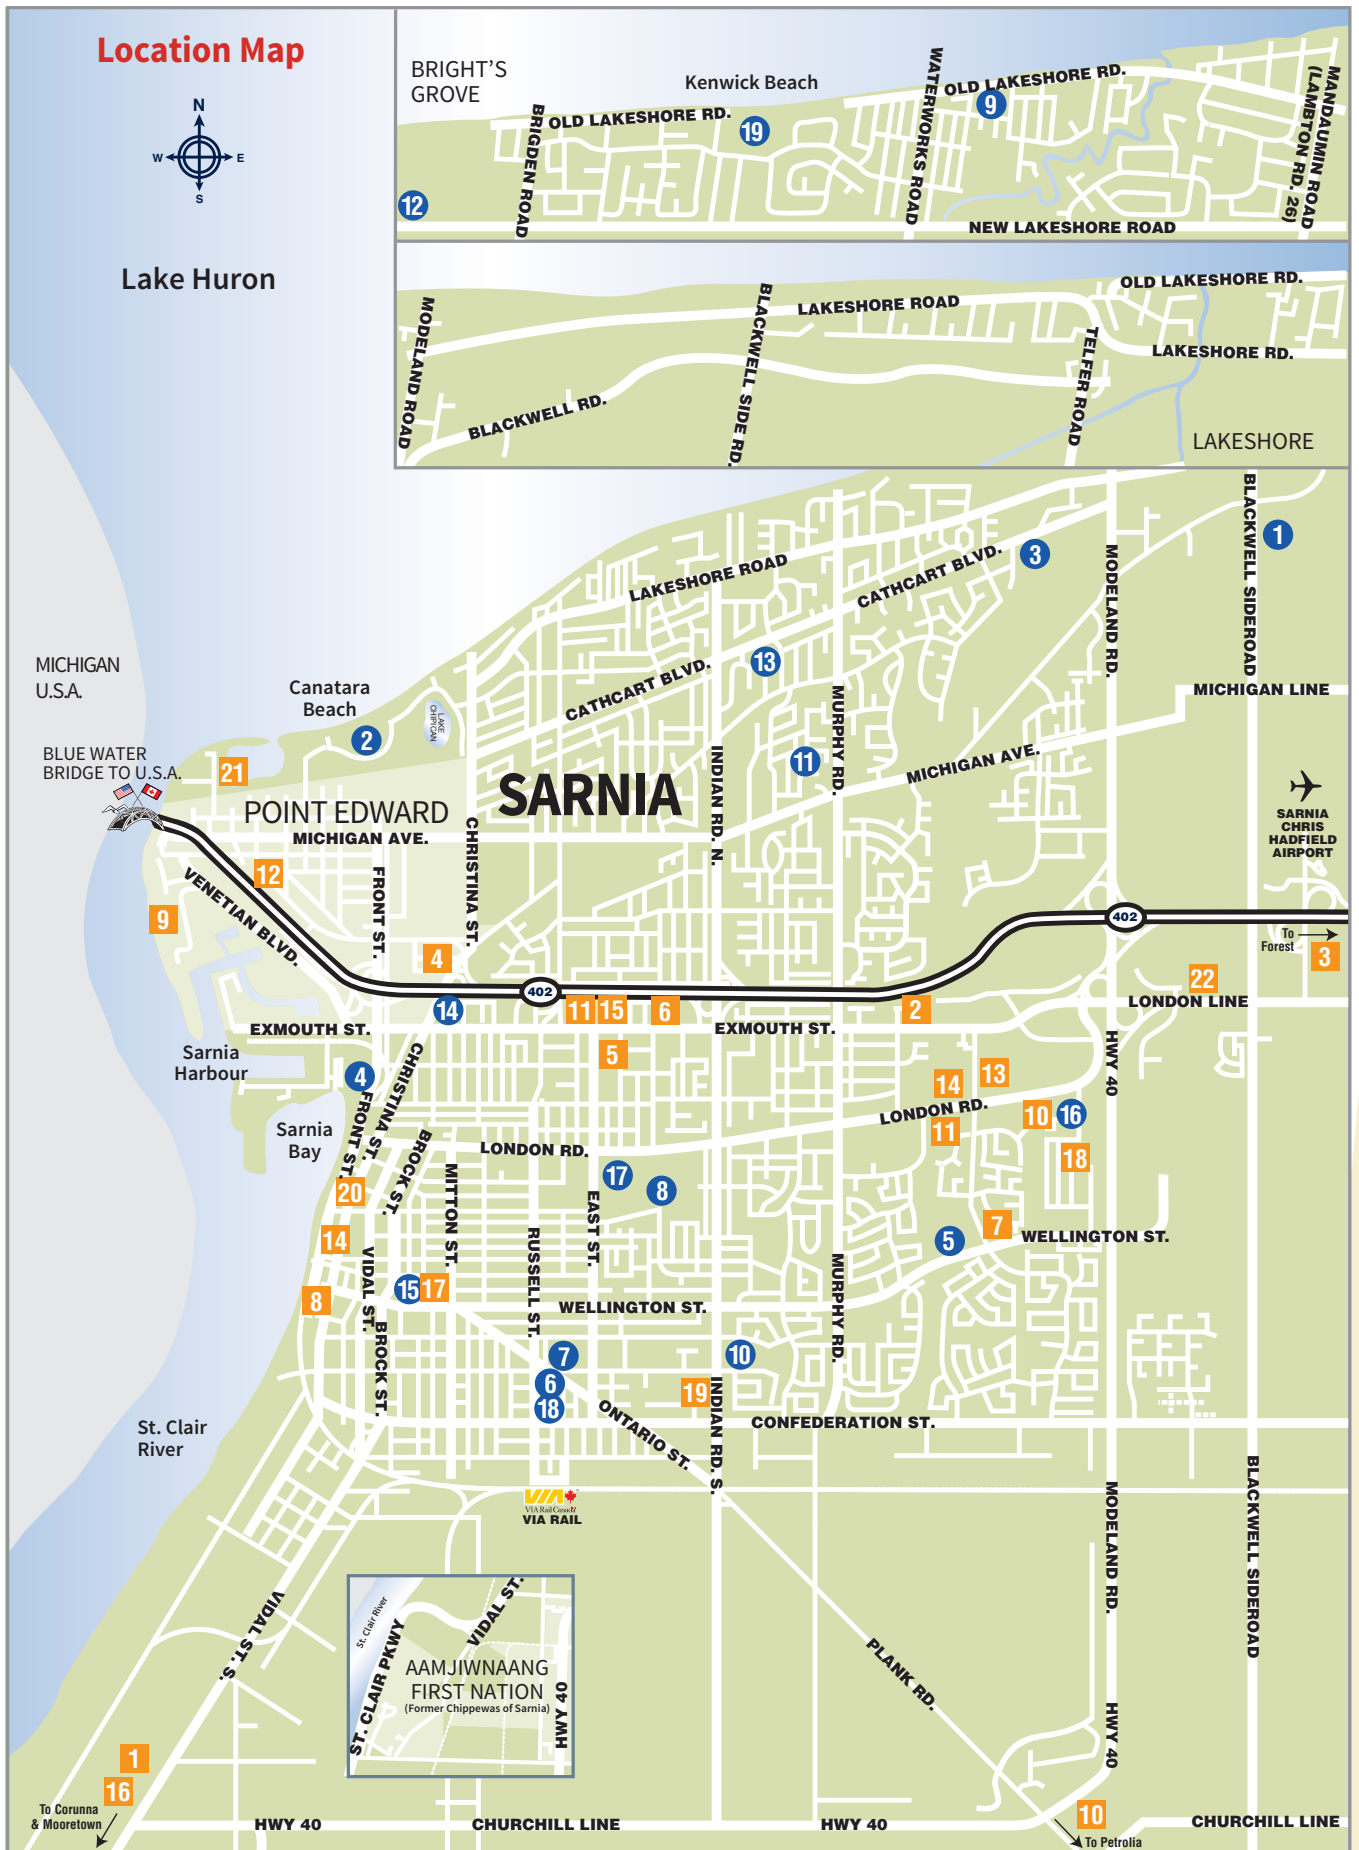 Location Map
N
W
E
S
Lake Huron
BRIGHT'S
GROVE
Kenwick Beach
OLD LAKESHORE RD.
OLD LAKESHORE RD.
BRIGDEN ROAD
WATERWORKS ROAD
MANDAUMIN ROAD
(LAMBTON RD. 26)
19
9
12
NEW LAKESHORE ROAD
OLD LAKESHORE RD.
LAKESHORE ROAD
MODELAND ROAD
BLACKWELL SIDE RD.
TELFER ROAD
LAKESHORE RD.
BLACKWELL RD.
LAKESHORE
1
3
BLACKWELL SIDEROAD
MODELAND RD.
LAKESHORE ROAD
CATHCART BLVD.
13
CATHCART BLVD.
MICHIGAN
U.S.A.
MICHIGAN LINE
Canatara
Beach
LAKE
CHIPICAN
2
MURPHY RD.
INDIAN RD. N.
11
MICHIGAN AVE.
BLUE WATER
BRIDGE TO U.S.A.
21
SARNIA
POINT EDWARD
MICHIGAN AVE.
SARNIA
CHRIS
HADFIELD
AIRPORT
CHRISTINA ST.
FRONT ST.
12
VENETIAN BLVD.
9
402
To
Forest
3
4
22
402
14
11
15
6
2
LONDON LINE
EXMOUTH ST.
EXMOUTH ST.
Sarnia
Harbour
5
4
HWY 40
CHRISTINA ST.
FRONT ST.
14
13
LONDON RD.
10
16
11
Sarnia
Bay
BROCK ST.
LONDON RD.
18
MITTON ST.
17
8
20
EAST ST.
RUSSELL ST.
14
7
5
WELLINGTON ST.
VIDAL ST.
MURPHY RD.
15
17
8
WELLINGTON ST.
BROCK ST.
7
10
6
18
19
INDIAN RD. S.
ONTARIO ST.
CONFEDERATION ST.
St. Clair
River
VIA
VIA Rail Canada
VIA RAIL
MODELAND RD.
BLACKWELL SIDEROAD
VIDAL ST. S.
St. Clair River
VIDAL ST.
ST. CLAIR PKWY
AAMJIWNAANG
FIRST NATION
(Former Chippewas of Sarnia)
HWY 40
PLANK RD.
HWY 40
1
16
To Corunna
& Mooretown
HWY 40
CHURCHILL LINE
HWY 40
10
To Petrolia
CHURCHILL LINE